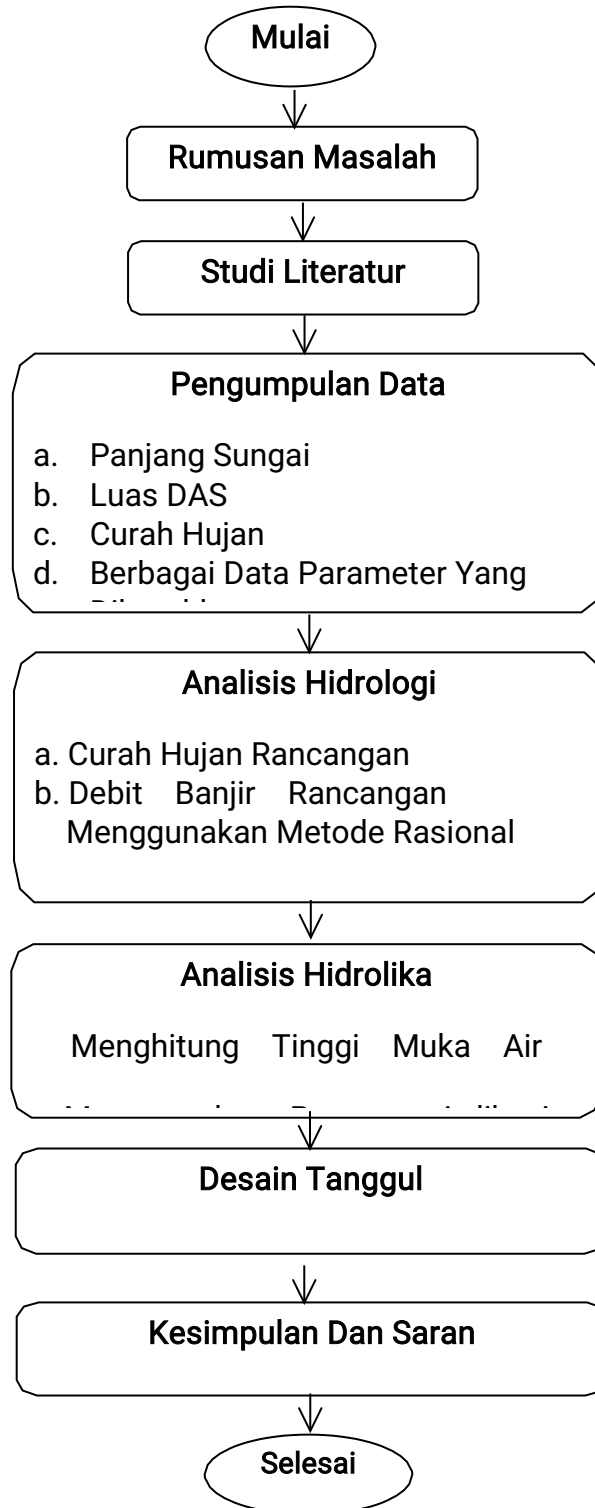 Mulai
Rumusan Masalah
Studi Literatur
Pengumpulan Data
a. Panjang Sungai
b. Luas DAS
c. Curah Hujan
d. Berbagai Data Parameter Yang
Analisis Hidrologi
a. Curah Hujan Rancangan
b. Debit Banjir Rancangan
Menggunakan Metode Rasional
Analisis Hidrolika
Menghitung Tinggi Muka Air
Desain Tanggul
Kesimpulan Dan Saran
Selesai